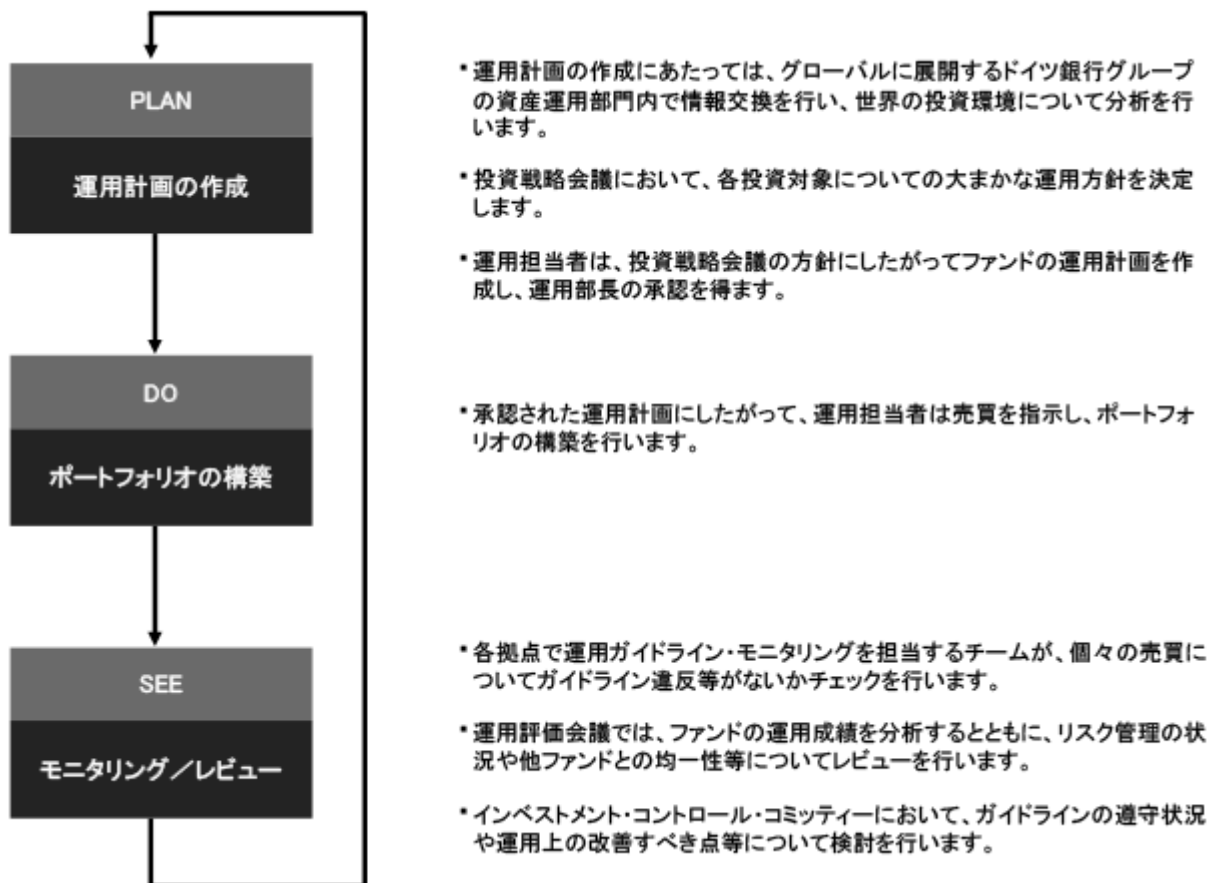 PLAN
運用計画の作成
・運用計画の作成にあたっては、グローバルに展開するドイツ銀行グループ
の資産運用部門内で情報交換を行い、世界の投資環境について分析を行
います。
・投資戦略会議において、各投資対象についての大まかな運用方針を決定
します。
・運用担当者は、投資戦略会議の方針にしたがってファンドの運用計画を作
成し、運用部長の承認を得ます。
DO
ポートフォリオの構築
・承認された運用計画にしたがって、運用担当者は売買を指示し、ポートフォ
リオの構築を行います。
SEE
モニタリング／レビュー
・各拠点で運用ガイドライン・モニタリングを担当するチームが、個々の売買に
ついてガイドライン違反等がないかチェックを行います。
・運用評価会議では、ファンドの運用成績を分析するとともに、リスク管理の状
況や他ファンドとの均一性等についてレビューを行います。
・インベストメント・コントロール・コミッティーにおいて、ガイドラインの遵守状況
や運用上の改善すべき点等について検討を行います。